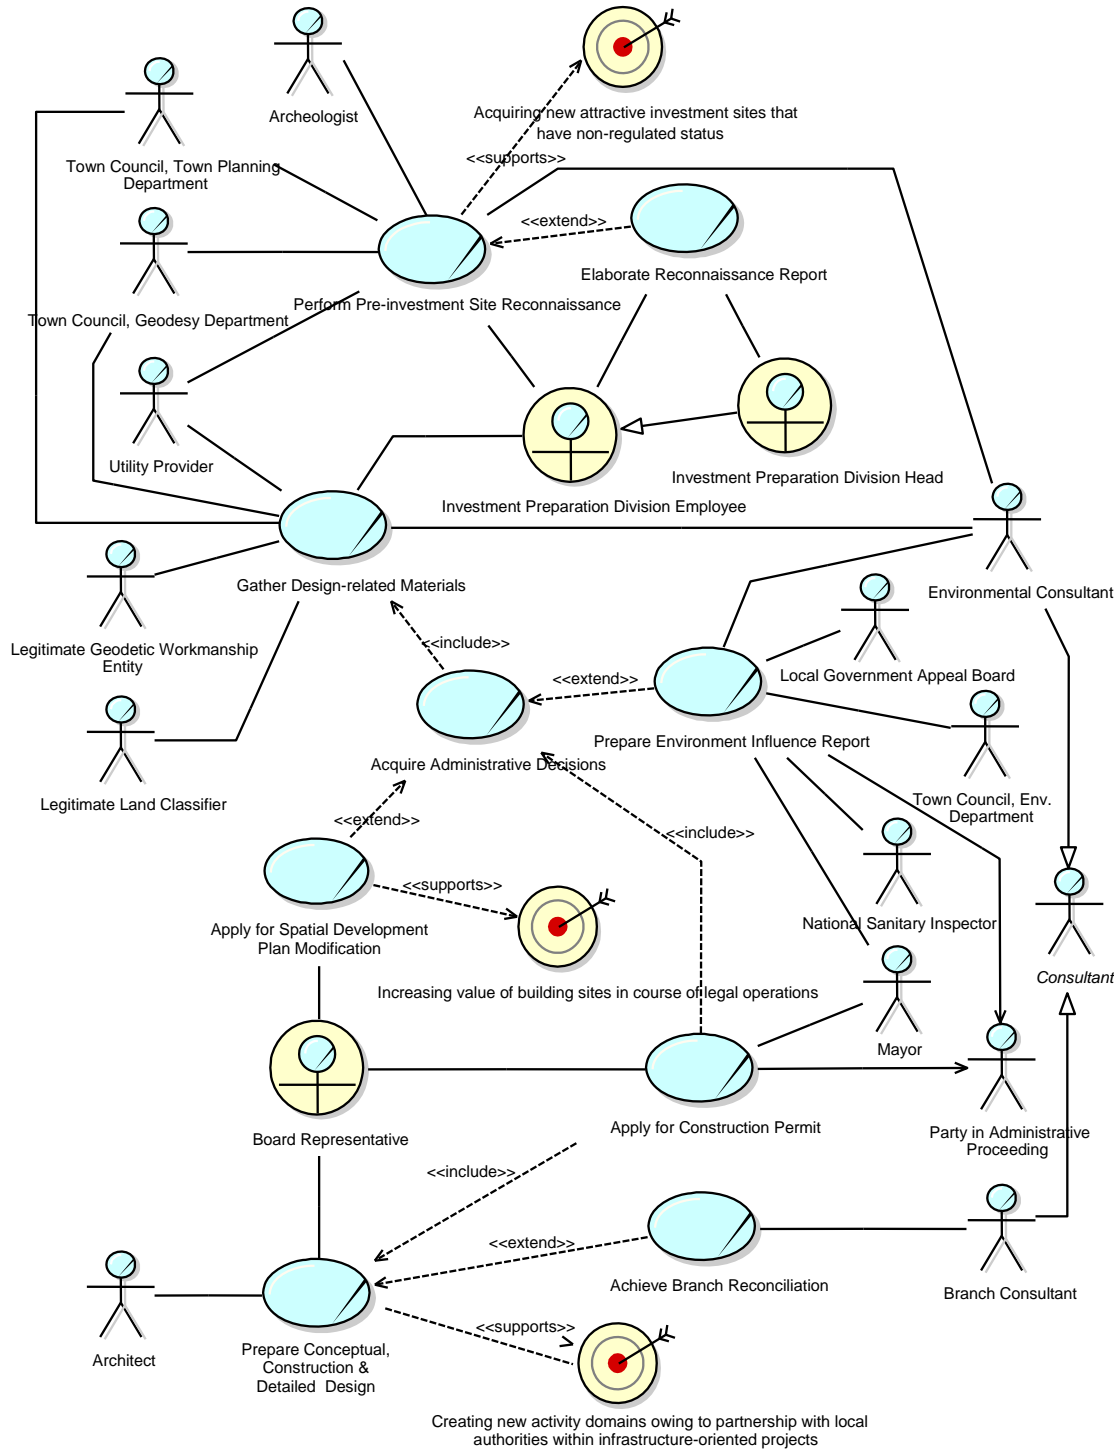 Archeologist
Acquiring new attractive investment sites that
have non-regulated status
<<supports>>
Town Council, Town Planning
Department
<<extend>>
Elaborate Reconnaissance Report
Perform Pre-investment Site Reconnaissance
Town Council, Geodesy Department
Utility Provider
Investment Preparation Division Head
Investment Preparation Division Employee
Gather Design-related Materials
Environmental Consultant
Legitimate Geodetic Workmanship
Entity
<<include>>
Local Government Appeal Board
<<extend>>
Prepare Environment Influence Report
Acquire Administrative Decisions
Legitimate Land Classifier
Town Council, Env.
Department
<<extend>>
<<include>>
<<supports>>
National Sanitary Inspector
Apply for Spatial Development
Plan Modification
Consultant
Increasing value of building sites in course of legal operations
Mayor
Apply for Construction Permit
Party in Administrative
Proceeding
Board Representative
<<include>>
<<extend>>
Achieve Branch Reconciliation
Branch Consultant
<<supports>>
Architect
Prepare Conceptual,
Construction &
Detailed  Design
Creating new activity domains owing to partnership with local
authorities within infrastructure-oriented projects